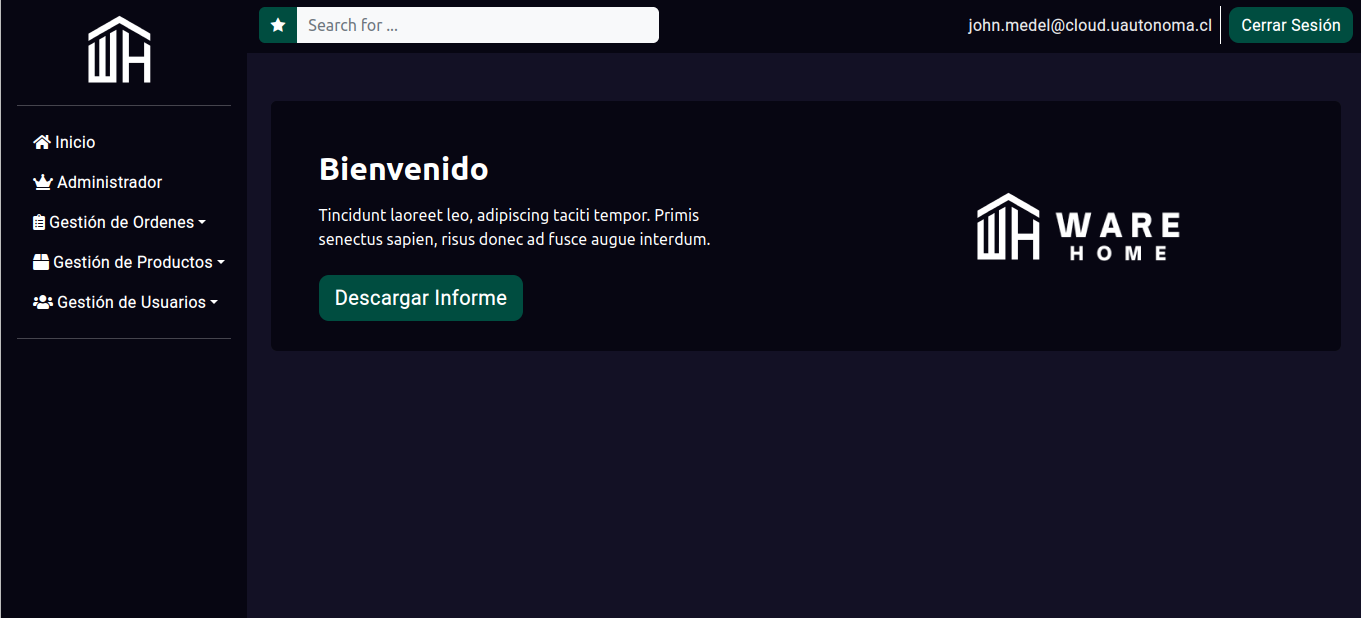 WH
Search for ...
john.medel@cloud.uautonoma.cl
Cerrar Sesión
Inicio
Administrador
Gestión de Ordenes
Gestión de Productos
Gestión de Usuarios
Bienvenido
Tincidunt laoreet leo, adipiscing taciti tempor. Primis
senectus sapien, risus donec ad fusce augue interdum.
Descargar Informe
WH
WARE
HOME